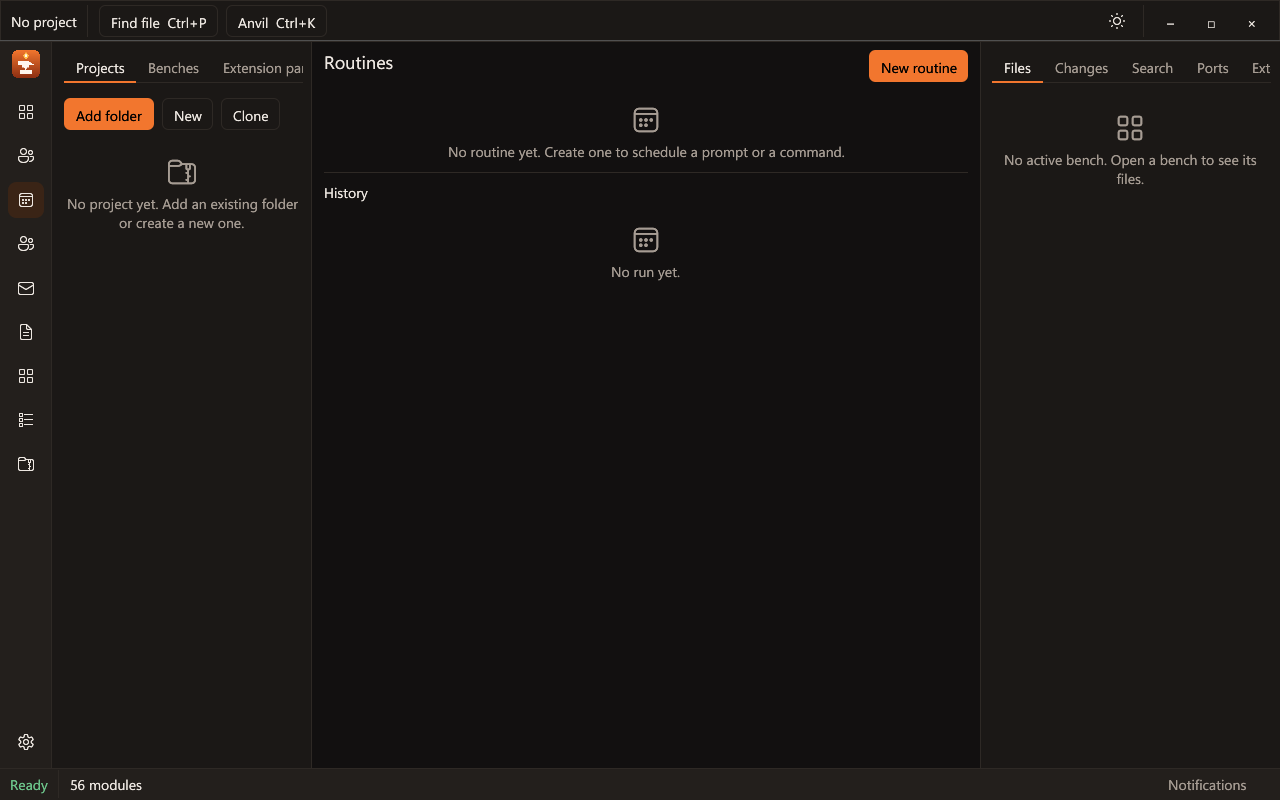 No project
Find file Ctrl+P
Anvil Ctrl+K
Projects
Benches
Extension par
Add folder
New
Clone
No project yet. Add an existing folder
or create a new one.
Routines
New routine
No routine yet. Create one to schedule a prompt or a command.
History
No run yet.
Files
Changes
Search
Ports
Ext
No active bench. Open a bench to see its
files.
Ready
56 modules
Notifications